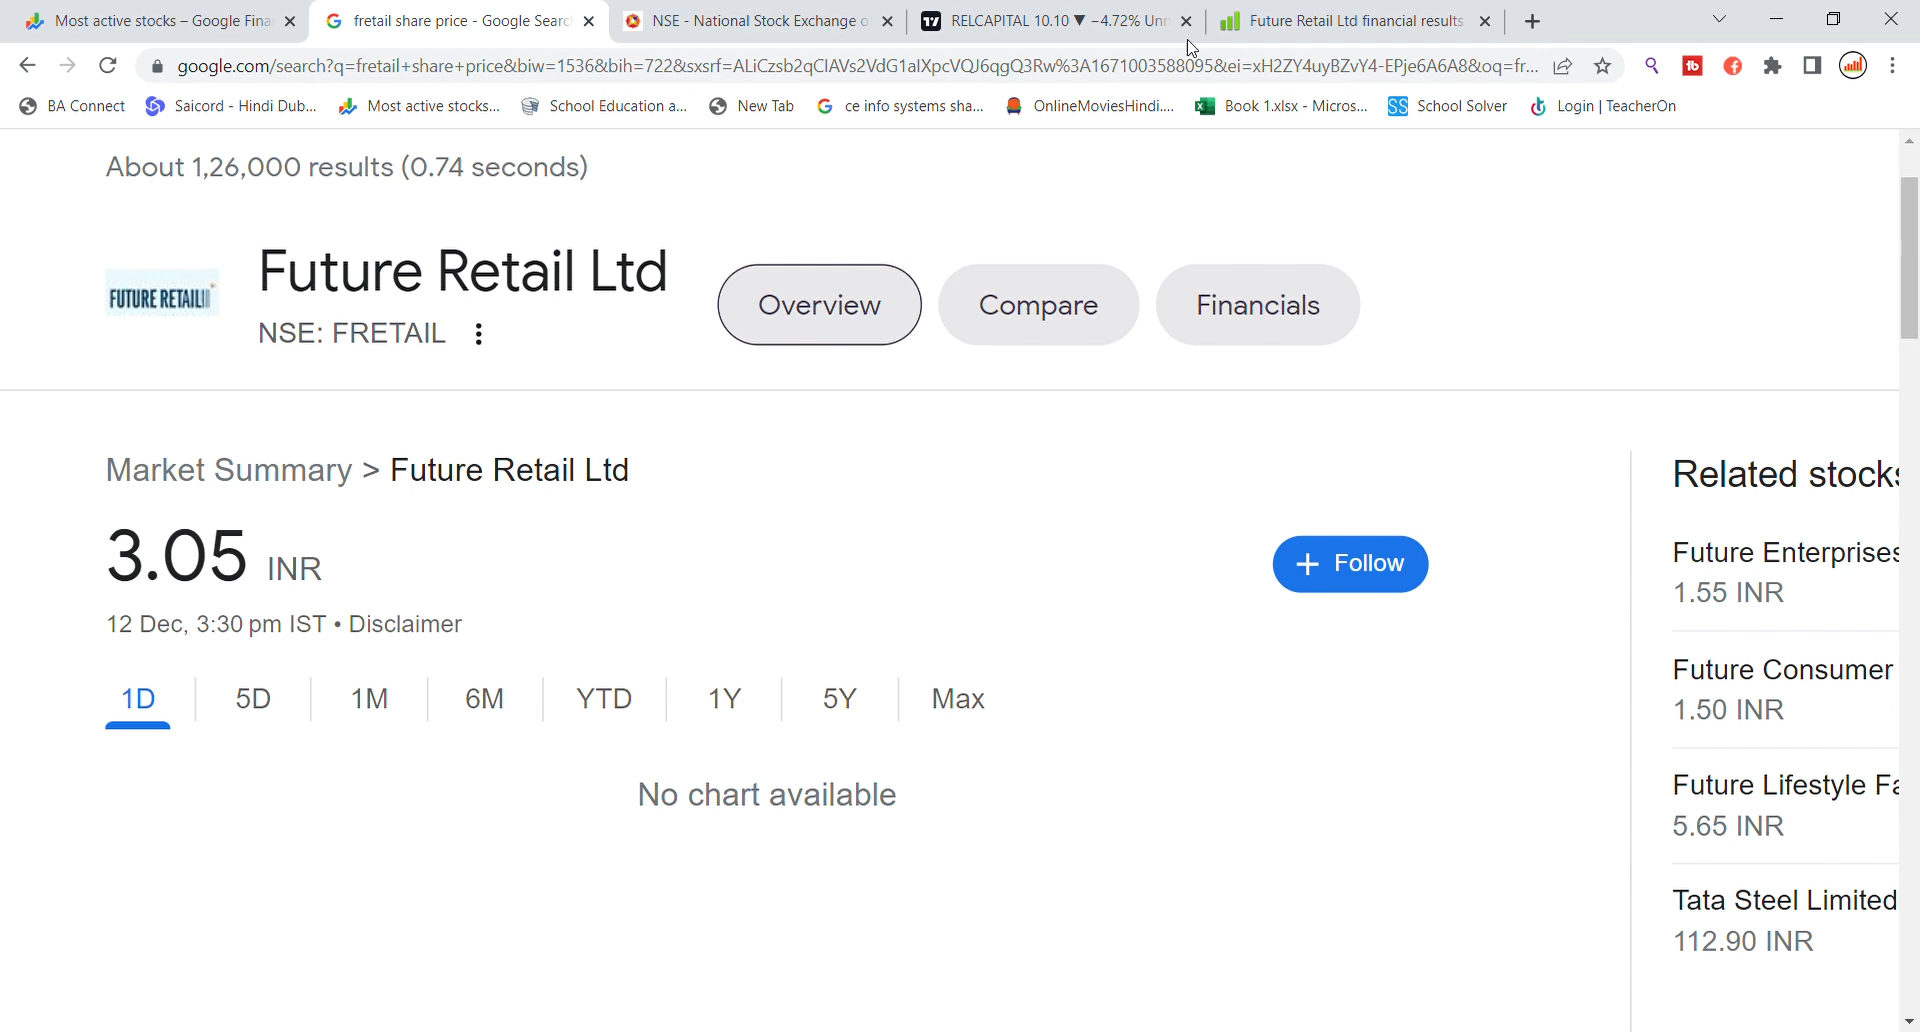 Most active stocks – Google Fina
fretail share price - Google Searc
NSE - National Stock Exchange o
RELCAPITAL 10.10 ▼ −4.72% Unn
Future Retail Ltd financial results
google.com/search?q=fretail+share+price&biw=1536&bih=722&sxsrf=ALiCzsb2qCIAVs2VdG1alXpcVQJ6qgQ3Rw%3A1671003588095&ei=xH2ZY4uyBZvY4-EPje6A6A8&oq=fr...
BA Connect
Saicord - Hindi Dub...
Most active stocks...
School Education a...
New Tab
ce info systems sha...
OnlineMoviesHindi....
Book 1.xlsx - Micros...
SS School Solver
Login | TeacherOn
About 1,26,000 results (0.74 seconds)
FUTURE RETAIL
Future Retail Ltd
NSE: FRETAIL
Overview
Compare
Financials
Market Summary > Future Retail Ltd
3.05 INR
+ Follow
12 Dec, 3:30 pm IST • Disclaimer
1D 5D 1M 6M YTD 1Y 5Y Max
No chart available
Related stocks
Future Enterprises
1.55 INR
Future Consumer
1.50 INR
Future Lifestyle Fa
5.65 INR
Tata Steel Limited
112.90 INR